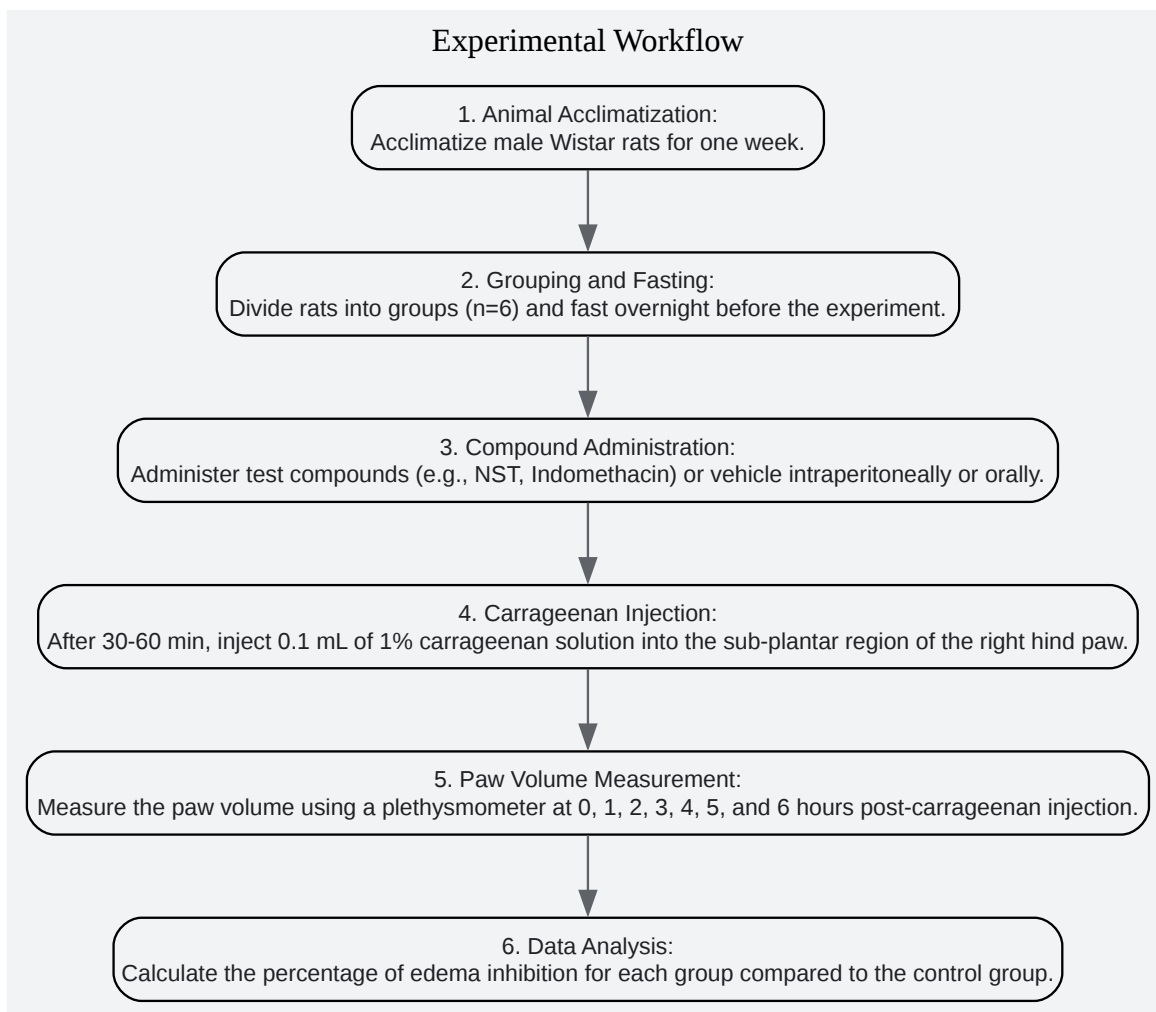 Experimental Workflow
1. Animal Acclimatization:
Acclimatize male Wistar rats for one week.
2. Grouping and Fasting:
Divide rats into groups (n=6) and fast overnight before the experiment.
3. Compound Administration:
Administer test compounds (e.g., NST, Indomethacin) or vehicle intraperitoneally or orally.
4. Carrageenan Injection:
After 30-60 min, inject 0.1 mL of 1% carrageenan solution into the sub-plantar region of the right hind paw.
5. Paw Volume Measurement:
Measure the paw volume using a plethysmometer at 0, 1, 2, 3, 4, 5, and 6 hours post-carrageenan injection.
6. Data Analysis:
Calculate the percentage of edema inhibition for each group compared to the control group.